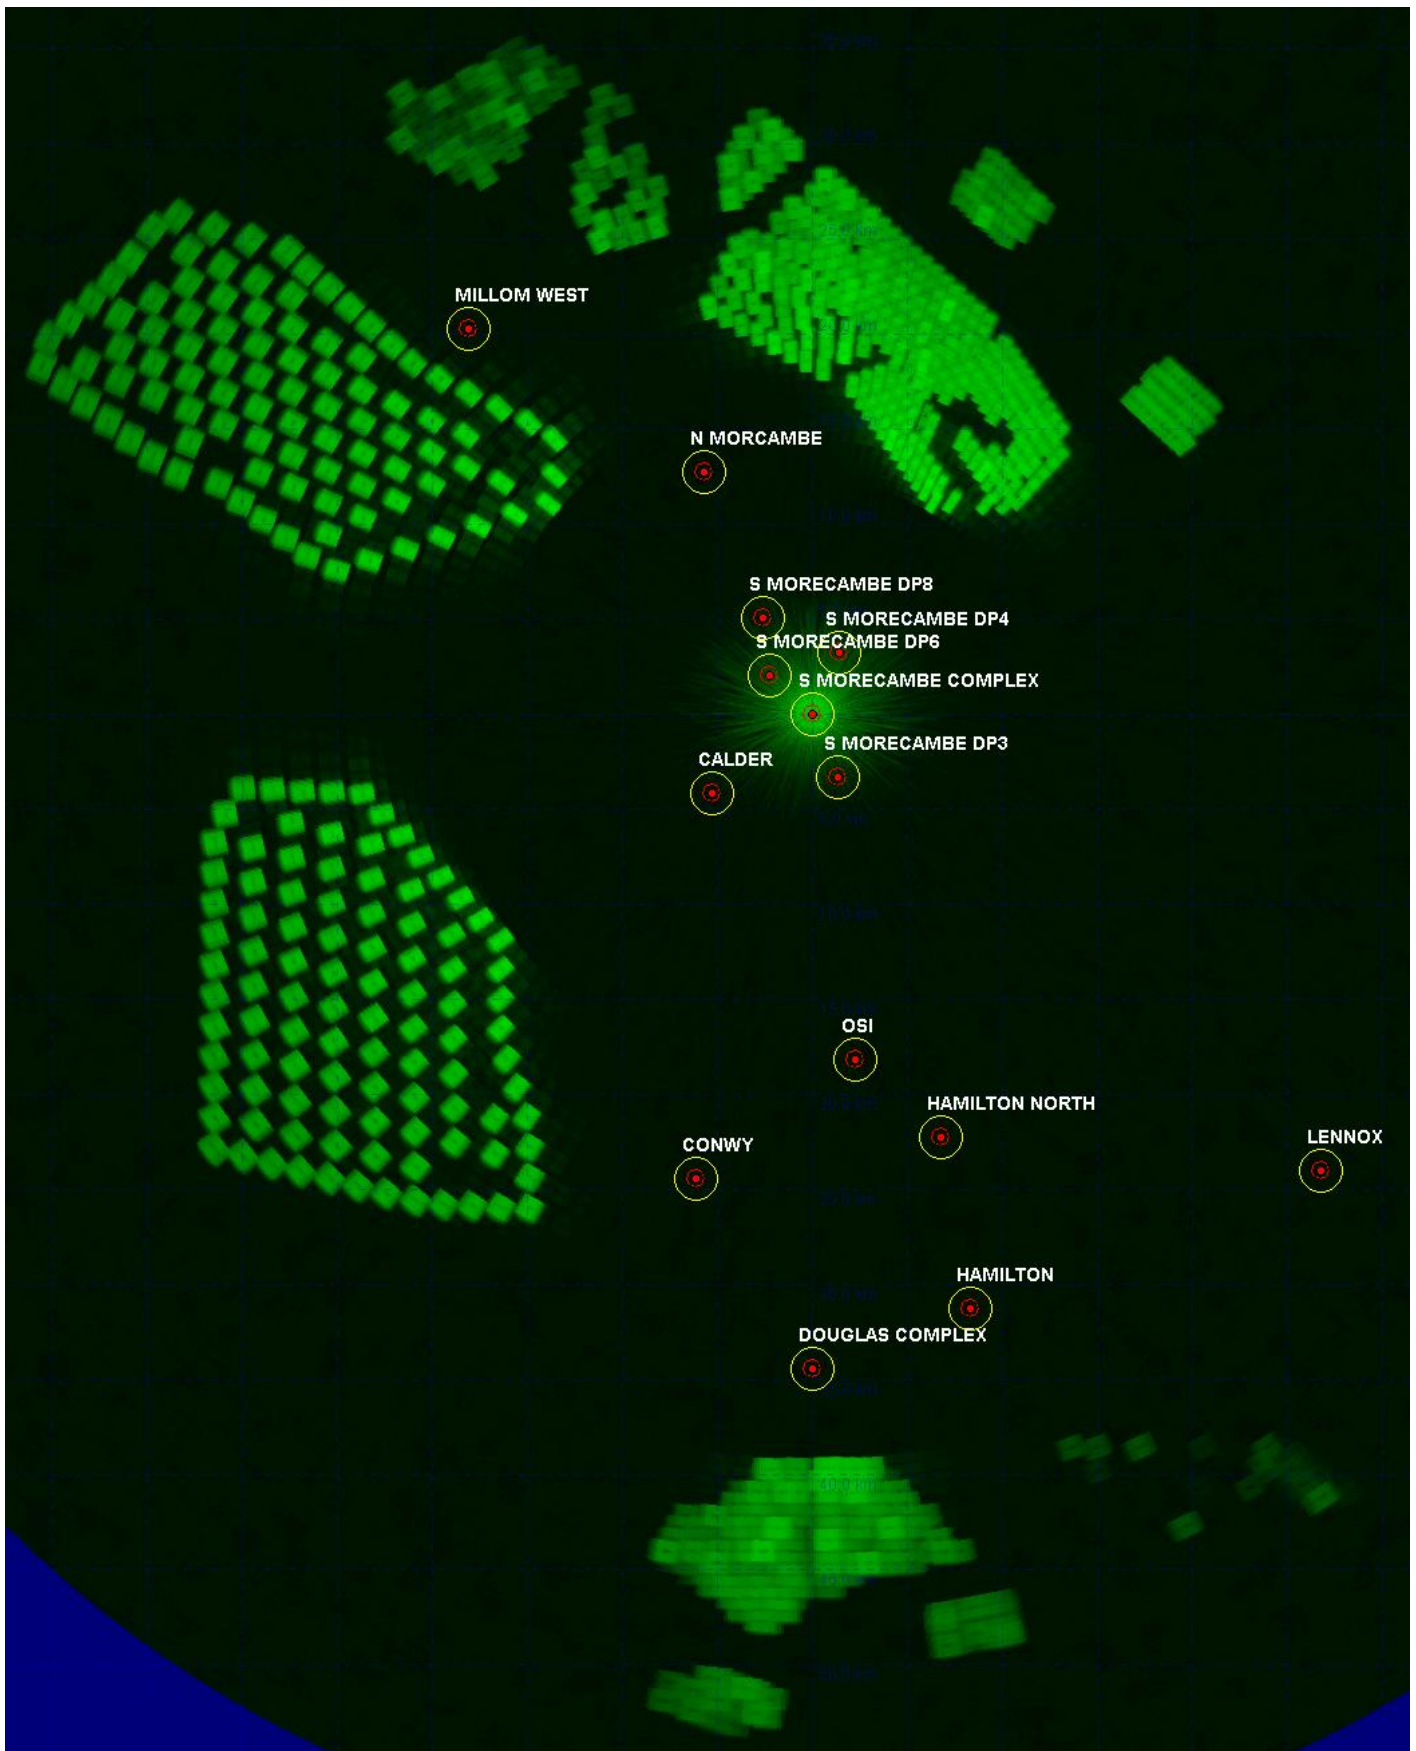 MILLOM WEST
N MORCAMBE
S MORECAMBE DP8
S MORECAMBE DP4
S MORECAMBE DP6
S MORECAMBE COMPLEX
S MORECAMBE DP3
CALDER
OSI
HAMILTON NORTH
LENNOX
CONWY
HAMILTON
DOUGLAS COMPLEX